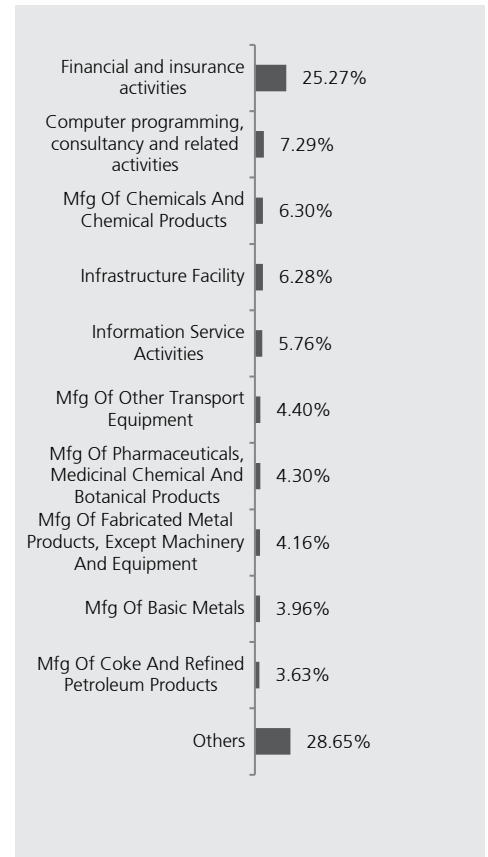 Financial and insurance
activities
25.27%
Computer programming,
consultancy and related
activities
7.29%
Mfg Of Chemicals And
Chemical Products
6.30%
Infrastructure Facility
6.28%
Information Service
Activities
5.76%
Mfg Of Other Transport
Equipment
4.40%
Mfg Of Pharmaceuticals,
Medicinal Chemical And
Botanical Products
4.30%
Mfg Of Fabricated Metal
Products, Except Machinery
And Equipment
4.16%
Mfg Of Basic Metals
3.96%
Mfg Of Coke And Refined
Petroleum Products
3.63%
Others
28.65%